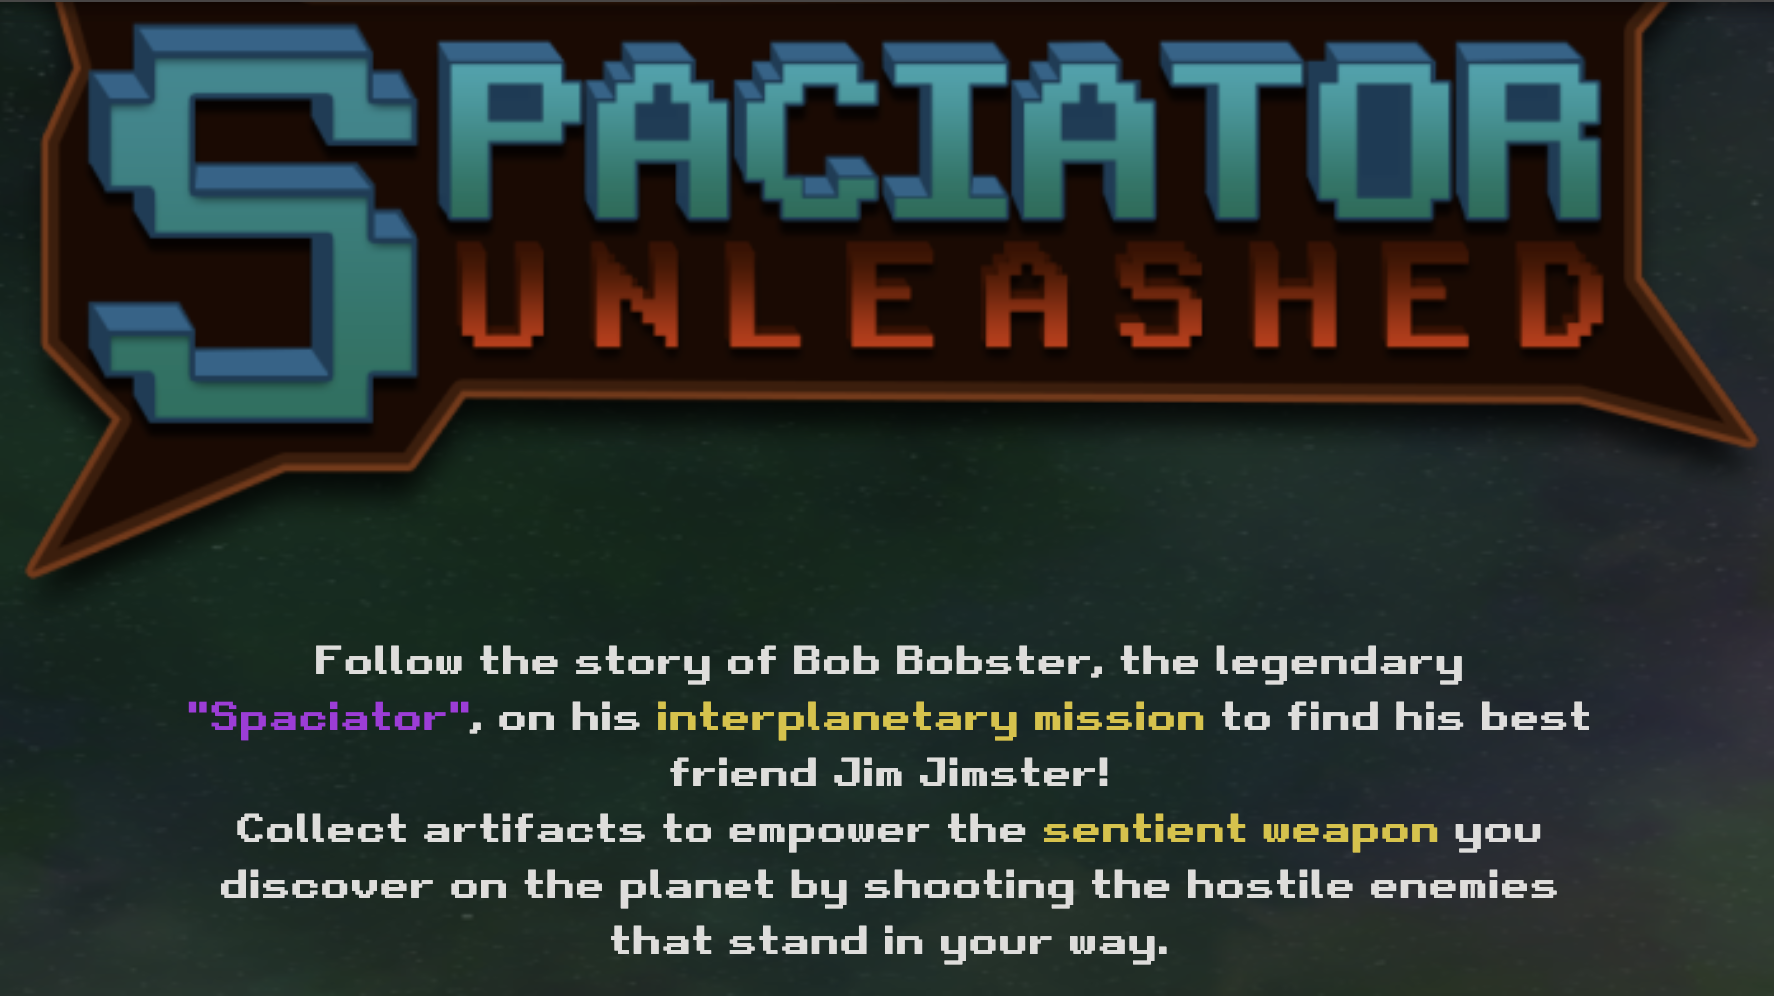 SPACIATOR
UNLEASHED
Follow the story of Bob Bobster, the legendary
"Spaciator", on his interplanetary mission to find his best
friend Jim Jimster!
Collect artifacts to empower the sentient weapon you
discover on the planet by shooting the hostile enemies
that stand in your way.